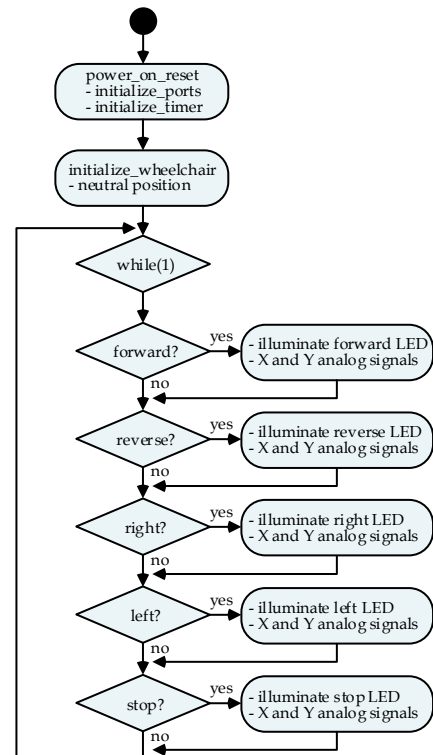 power_on_reset
- initialize_ports
- initialize_timer
initialize_wheelchair
- neutral position
while(1)
forward?
yes
- illuminate forward LED
- X and Y analog signals
no
reverse?
yes
- illuminate reverse LED
- X and Y analog signals
no
right?
yes
- illuminate right LED
- X and Y analog signals
no
left?
yes
- illuminate left LED
- X and Y analog signals
no
stop?
yes
- illuminate stop LED
- X and Y analog signals
no